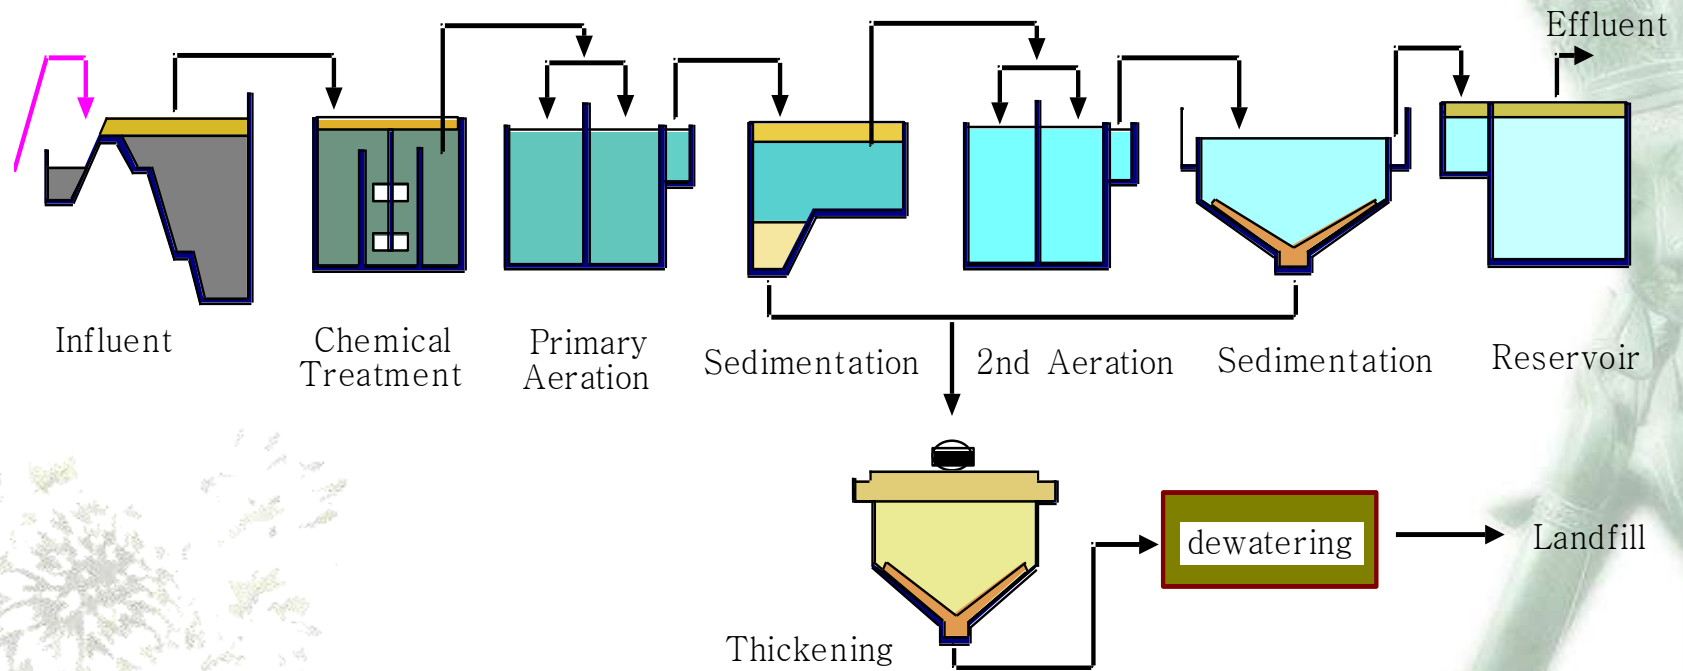 Effluent
Influent
Chemical
Treatment
Primary
Aeration
Sedimentation
2nd Aeration
Sedimentation
Reservoir
dewatering
Landfill
Thickening